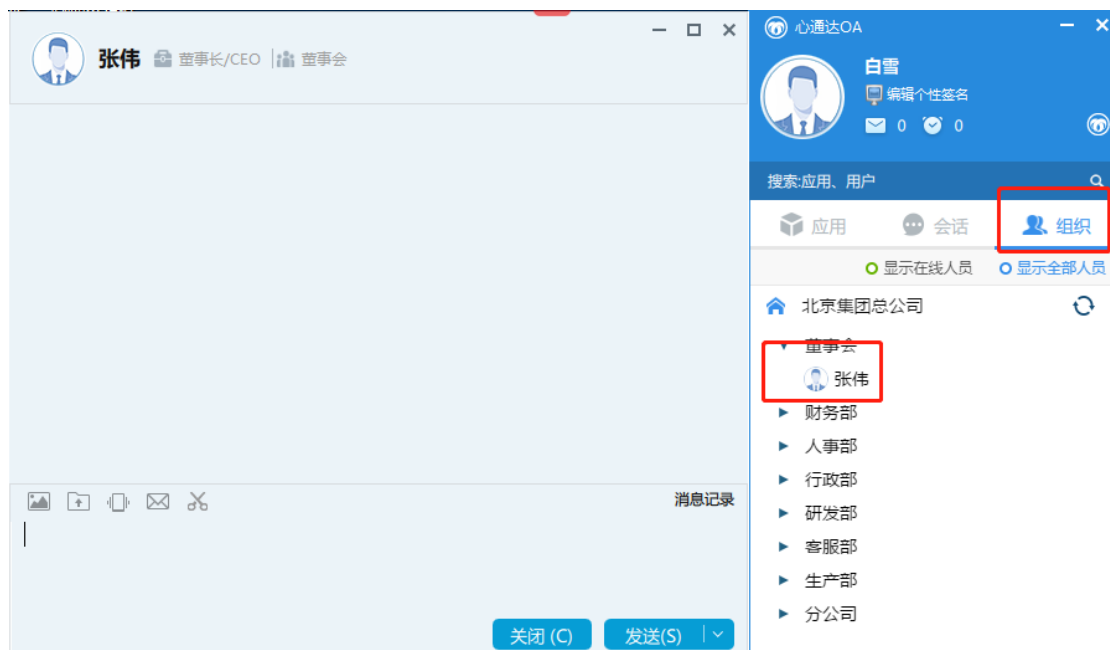 张伟 董事长/CEO 董事会
消息记录
关闭 (C) 发送(S)
心通达OA
白雪
编辑个性签名
0 0
搜索:应用、用户
应用 会话 组织
显示在线人员 显示全部人员
北京集团总公司
董事会
张伟
财务部
人事部
行政部
研发部
客服部
生产部
分公司